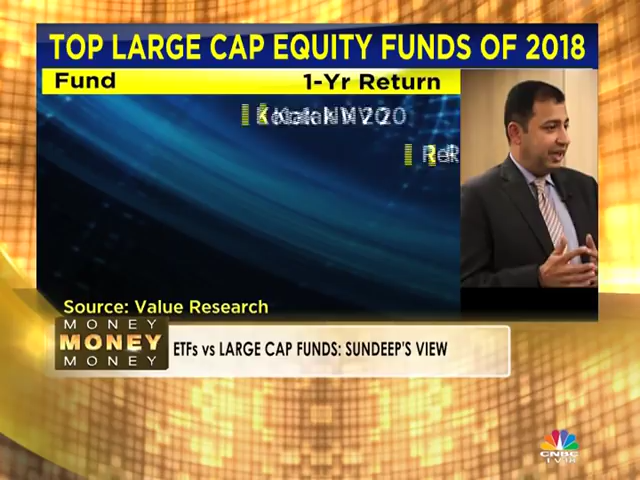 TOP LARGE CAP EQUITY FUNDS OF 2018
Fund 1-Yr Return
Source: Value Research
MONEY
MONEY
MONEY
ETFs vs LARGE CAP FUNDS: SUNDEEP'S VIEW
CNBC
TV18